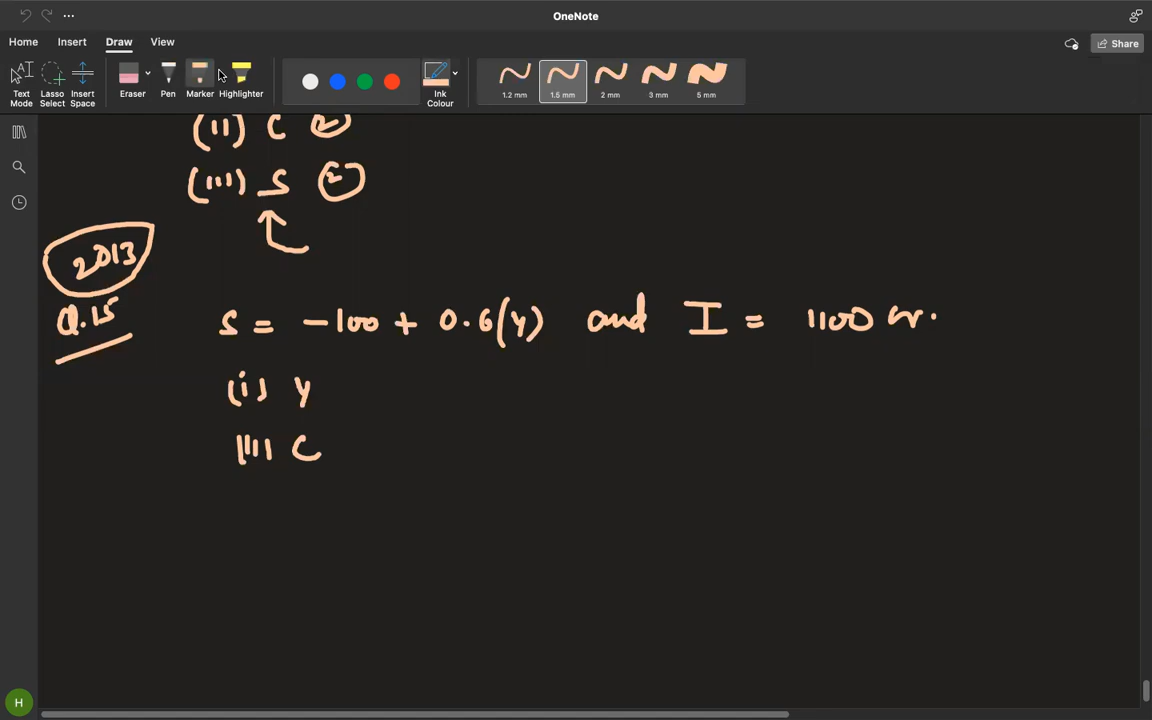 OneNote
Home Insert Draw View
Share
Text Mode Lasso Select Insert Space Eraser Pen Marker Highlighter Ink Colour 1.2 mm 1.5 mm 2 mm 3 mm 5 mm
(ii) C
(iii) S
2013
Q.15 S = -100 + 0.6(Y) and I = 1100 cr.
(i) Y
(ii) C
H